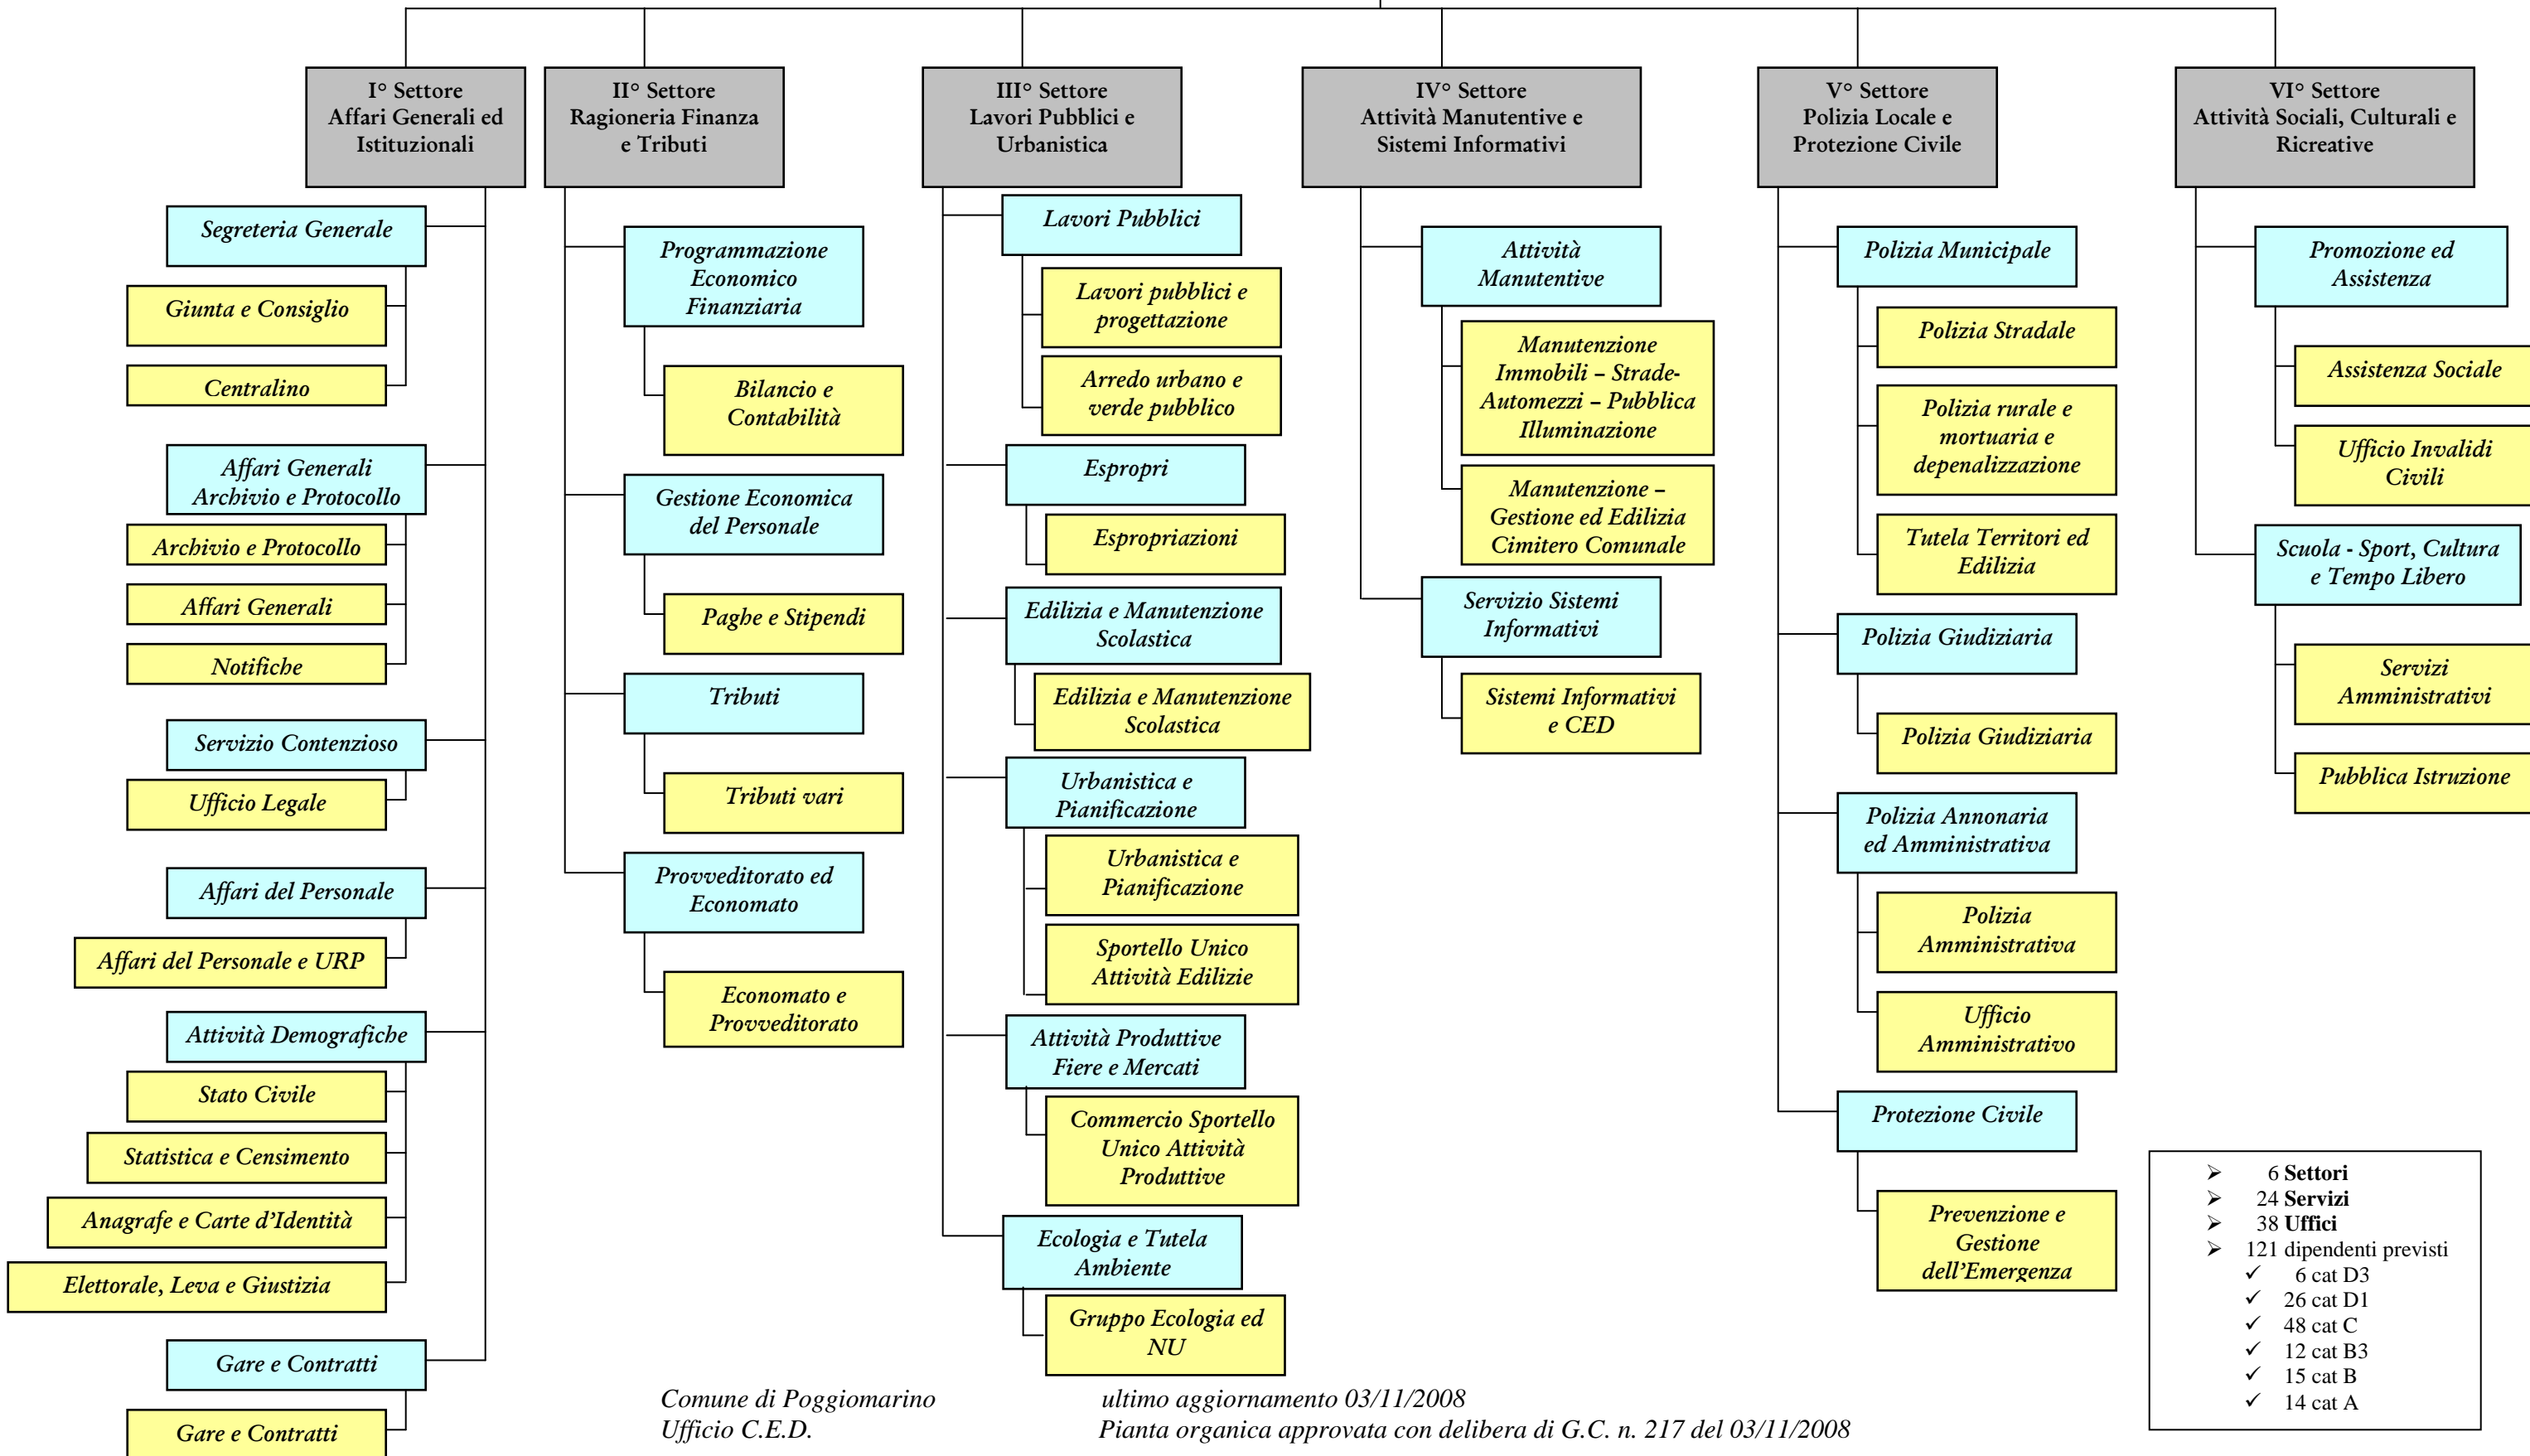 I° Settore
Affari Generali ed
Istituzionali
Segreteria Generale
Giunta e Consiglio
Centralino
Affari Generali
Archivio e Protocollo
Archivio e Protocollo
Affari Generali
Notifiche
Servizio Contenzioso
Ufficio Legale
Affari del Personale
Affari del Personale e URP
Attività Demografiche
Stato Civile
Statistica e Censimento
Anagrafe e Carte d'Identità
Elettorale, Leva e Giustizia
Gare e Contratti
Gare e Contratti
II° Settore
Ragioneria Finanza
e Tributi
Programmazione
Economico
Finanziaria
Bilancio e
Contabilità
Gestione Economica
del Personale
Paghe e Stipendi
Tributi
Tributi vari
Provveditorato ed
Economato
Economato e
Provveditorato
III° Settore
Lavori Pubblici e
Urbanistica
Lavori Pubblici
Lavori pubblici e
progettazione
Arredo urbano e
verde pubblico
Espropri
Espropriazioni
Edilizia e Manutenzione
Scolastica
Edilizia e Manutenzione
Scolastica
Urbanistica e
Pianificazione
Urbanistica e
Pianificazione
Sportello Unico
Attività Edilizie
Attività Produttive
Fiere e Mercati
Commercio Sportello
Unico Attività
Produttive
Ecologia e Tutela
Ambiente
Gruppo Ecologia ed
NU
IV° Settore
Attività Manutentive e
Sistemi Informativi
Attività
Manutentive
Manutenzione
Immobili – Strade-
Automezzi – Pubblica
Illuminazione
Manutenzione –
Gestione ed Edilizia
Cimitero Comunale
Servizio Sistemi
Informativi
Sistemi Informativi
e CED
V° Settore
Polizia Locale e
Protezione Civile
Polizia Municipale
Polizia Stradale
Polizia rurale e
mortuaria e
depenalizzazione
Tutela Territori ed
Edilizia
Polizia Giudiziaria
Polizia Giudiziaria
Polizia Annonaria
ed Amministrativa
Polizia
Amministrativa
Ufficio
Amministrativo
Protezione Civile
Prevenzione e
Gestione
dell'Emergenza
VI° Settore
Attività Sociali, Culturali e
Ricreative
Promozione ed
Assistenza
Assistenza Sociale
Ufficio Invalidi
Civili
Scuola - Sport, Cultura
e Tempo Libero
Servizi
Amministrativi
Pubblica Istruzione
➢ 6 Settori
➢ 24 Servizi
➢ 38 Uffici
➢ 121 dipendenti previsti
✓ 6 cat D3
✓ 26 cat D1
✓ 48 cat C
✓ 12 cat B3
✓ 15 cat B
✓ 14 cat A
Comune di Poggiomarino ultimo aggiornamento 03/11/2008
Ufficio C.E.D. Pianta organica approvata con delibera di G.C. n. 217 del 03/11/2008